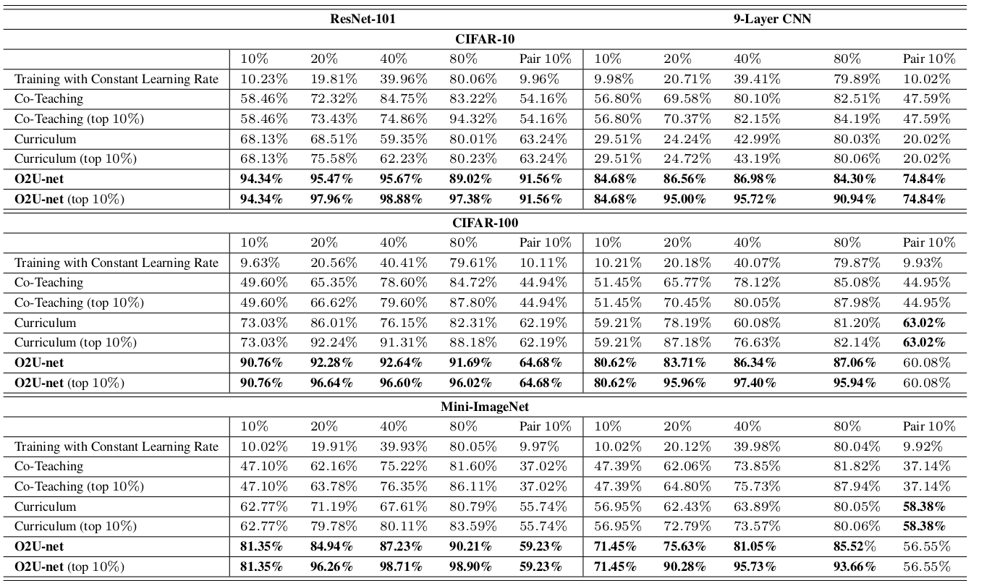 ResNet-101 9-Layer CNN
CIFAR-10
10% 20% 40% 80% Pair 10% 10% 20% 40% 80% Pair 10%
Training with Constant Learning Rate 10.23% 19.81% 39.96% 80.06% 9.96% 9.98% 20.71% 39.41% 79.89% 10.02%
Co-Teaching 58.46% 72.32% 84.75% 83.22% 54.16% 56.80% 69.58% 80.10% 82.51% 47.59%
Co-Teaching (top 10%) 58.46% 73.43% 74.86% 94.32% 54.16% 56.80% 70.37% 82.15% 84.19% 47.59%
Curriculum 68.13% 68.51% 59.35% 80.01% 63.24% 29.51% 24.24% 42.99% 80.03% 20.02%
Curriculum (top 10%) 68.13% 75.58% 62.23% 80.23% 63.24% 29.51% 24.72% 43.19% 80.06% 20.02%
O2U-net 94.34% 95.47% 95.67% 89.02% 91.56% 84.68% 86.56% 86.98% 84.30% 74.84%
O2U-net (top 10%) 94.34% 97.96% 98.88% 97.38% 91.56% 84.68% 95.00% 95.72% 90.94% 74.84%
CIFAR-100
10% 20% 40% 80% Pair 10% 10% 20% 40% 80% Pair 10%
Training with Constant Learning Rate 9.63% 20.56% 40.41% 79.61% 10.11% 10.21% 20.18% 40.07% 79.87% 9.93%
Co-Teaching 49.60% 65.35% 78.60% 84.72% 44.94% 51.45% 65.77% 78.12% 85.08% 44.95%
Co-Teaching (top 10%) 49.60% 66.62% 79.60% 87.80% 44.94% 51.45% 70.45% 80.05% 87.98% 44.95%
Curriculum 73.03% 86.01% 76.15% 82.31% 62.19% 59.21% 78.19% 60.08% 81.20% 63.02%
Curriculum (top 10%) 73.03% 92.24% 91.31% 88.18% 62.19% 59.21% 87.18% 76.63% 82.14% 63.02%
O2U-net 90.76% 92.28% 92.64% 91.69% 64.68% 80.62% 83.71% 86.34% 87.06% 60.08%
O2U-net (top 10%) 90.76% 96.64% 96.60% 96.02% 64.68% 80.62% 95.96% 97.40% 95.94% 60.08%
Mini-ImageNet
10% 20% 40% 80% Pair 10% 10% 20% 40% 80% Pair 10%
Training with Constant Learning Rate 10.02% 19.91% 39.93% 80.05% 9.97% 10.02% 20.12% 39.98% 80.04% 9.92%
Co-Teaching 47.10% 62.16% 75.22% 81.60% 37.02% 47.39% 62.06% 73.85% 81.82% 37.14%
Co-Teaching (top 10%) 47.10% 63.78% 76.35% 86.11% 37.02% 47.39% 64.80% 75.73% 87.94% 37.14%
Curriculum 62.77% 71.19% 67.61% 80.79% 55.74% 56.95% 62.43% 63.89% 80.05% 58.38%
Curriculum (top 10%) 62.77% 79.78% 80.11% 83.59% 55.74% 56.95% 72.79% 73.57% 80.06% 58.38%
O2U-net 81.35% 84.94% 87.23% 90.21% 59.23% 71.45% 75.63% 81.05% 85.52% 56.55%
O2U-net (top 10%) 81.35% 96.26% 98.71% 98.90% 59.23% 71.45% 90.28% 95.73% 93.66% 56.55%